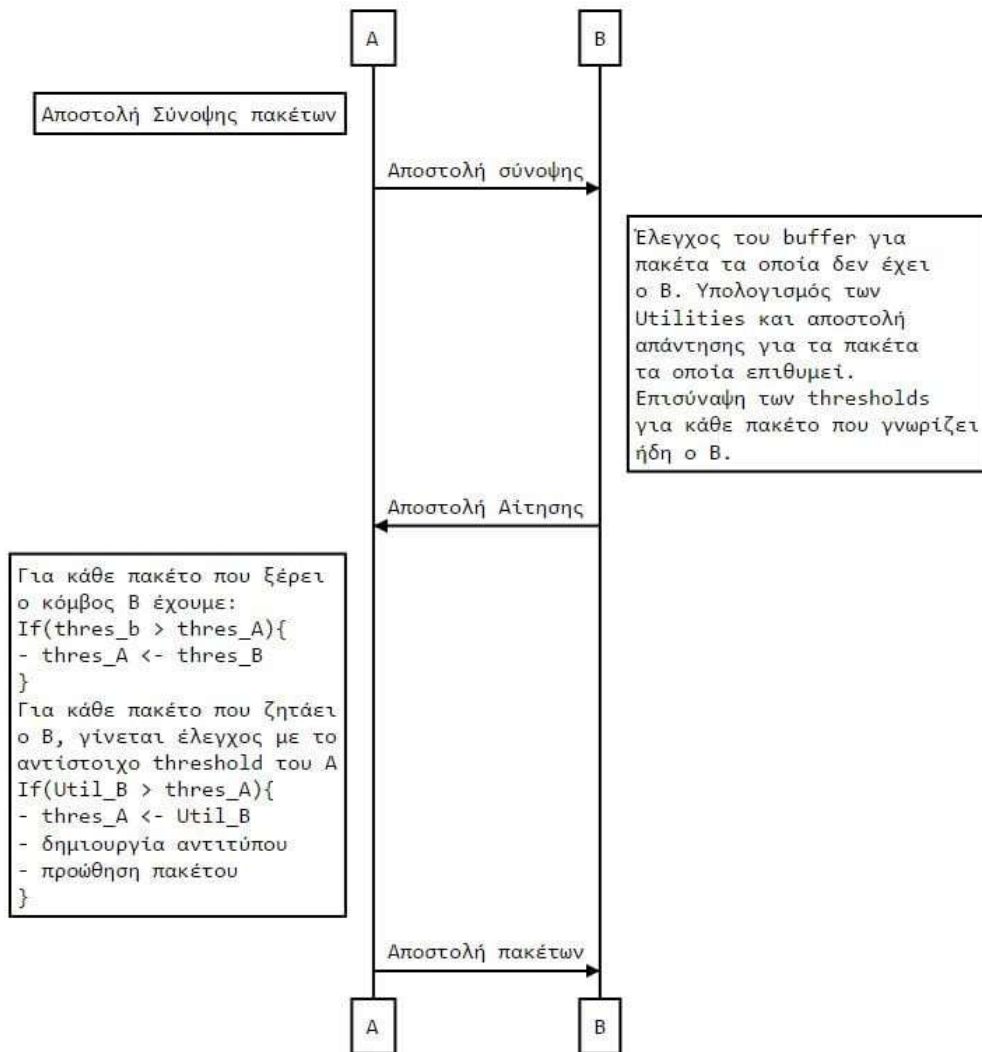 A
B
Αποστολή Σύνοψης πακέτων
Αποστολή σύνοψης
Έλεγχος του buffer για
πακέτα τα οποία δεν έχει
ο Β. Υπολογισμός των
Utilities και αποστολή
απάντησης για τα πακέτα
τα οποία επιθυμεί.
Επισύναψη των thresholds
για κάθε πακέτο που γνωρίζει
ήδη ο Β.
Αποστολή Αίτησης
Για κάθε πακέτο που ξέρει
ο κόμβος Β έχουμε:
If(thres_b > thres_A){
- thres_A <- thres_B
}
Για κάθε πακέτο που ζητάει
ο Β, γίνεται έλεγχος με το
αντίστοιχο threshold του Α
If(Util_B > thres_A){
- thres_A <- Util_B
- δημιουργία αντιτύπου
- προώθηση πακέτου
}
Αποστολή πακέτων
A
B